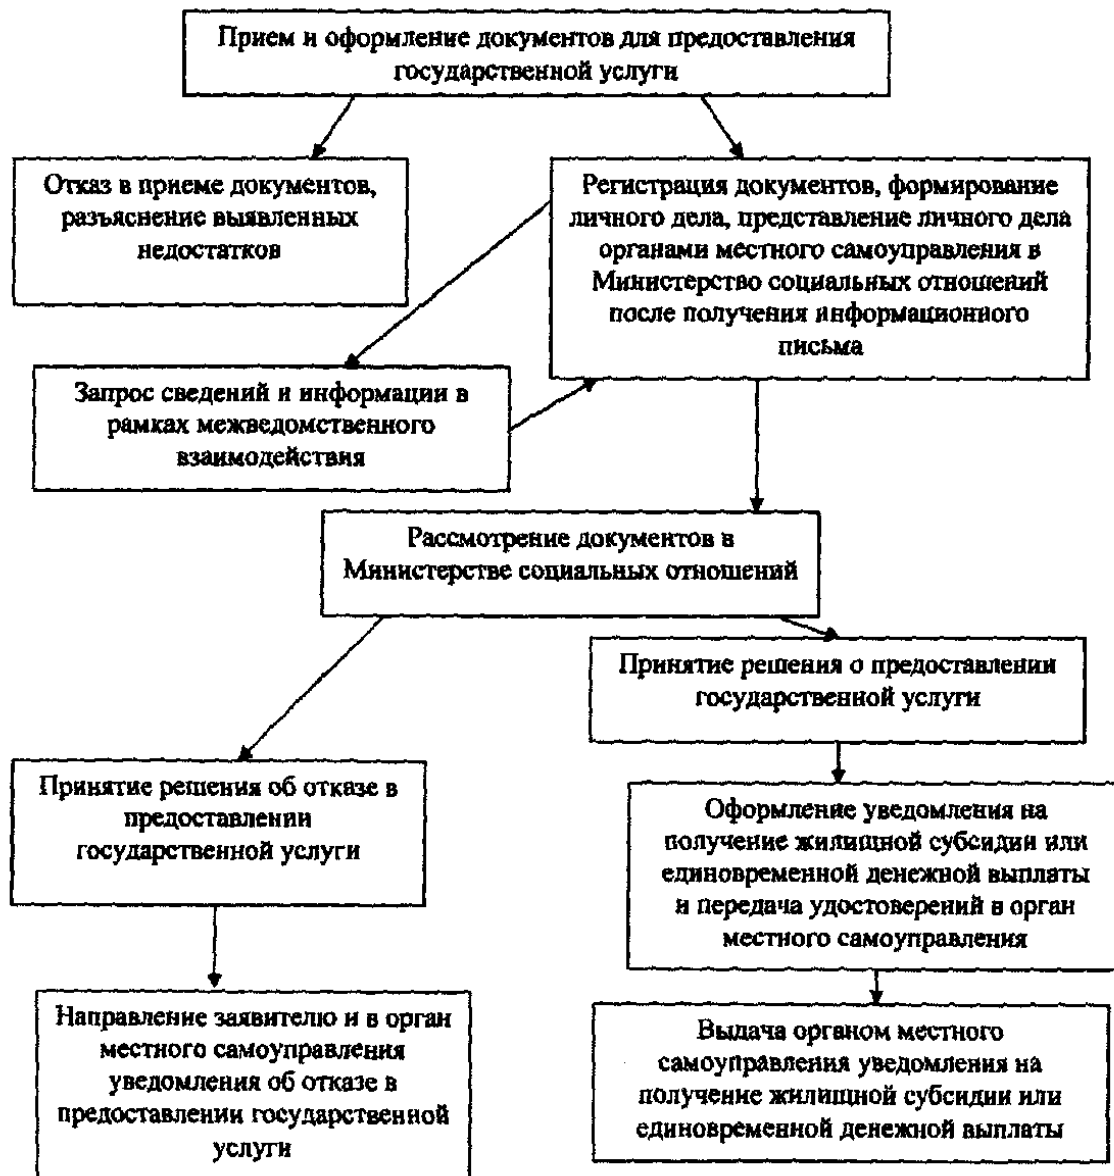 Прием и оформление документов для предоставления
государственной услуги
Отказ в приеме документов,
разъяснение выявленных
недостатков
Регистрация документов, формирование
личного дела, представление личного дела
органами местного самоуправления в
Министерство социальных отношений
после получения информационного
письма
Запрос сведений и информации в
рамках межведомственного
взаимодействия
Рассмотрение документов в
Министерстве социальных отношений
Принятие решения о предоставлении
государственной услуги
Принятие решения об отказе в
предоставлении
государственной услуги
Оформление уведомления на
получение жилищной субсидии или
единовременной денежной выплаты
и передача удостоверений в орган
местного самоуправления
Направление заявителю и в орган
местного самоуправления
уведомления об отказе в
предоставлении государственной
услуги
Выдача органом местного
самоуправления уведомления на
получение жилищной субсидии или
единовременной денежной выплаты